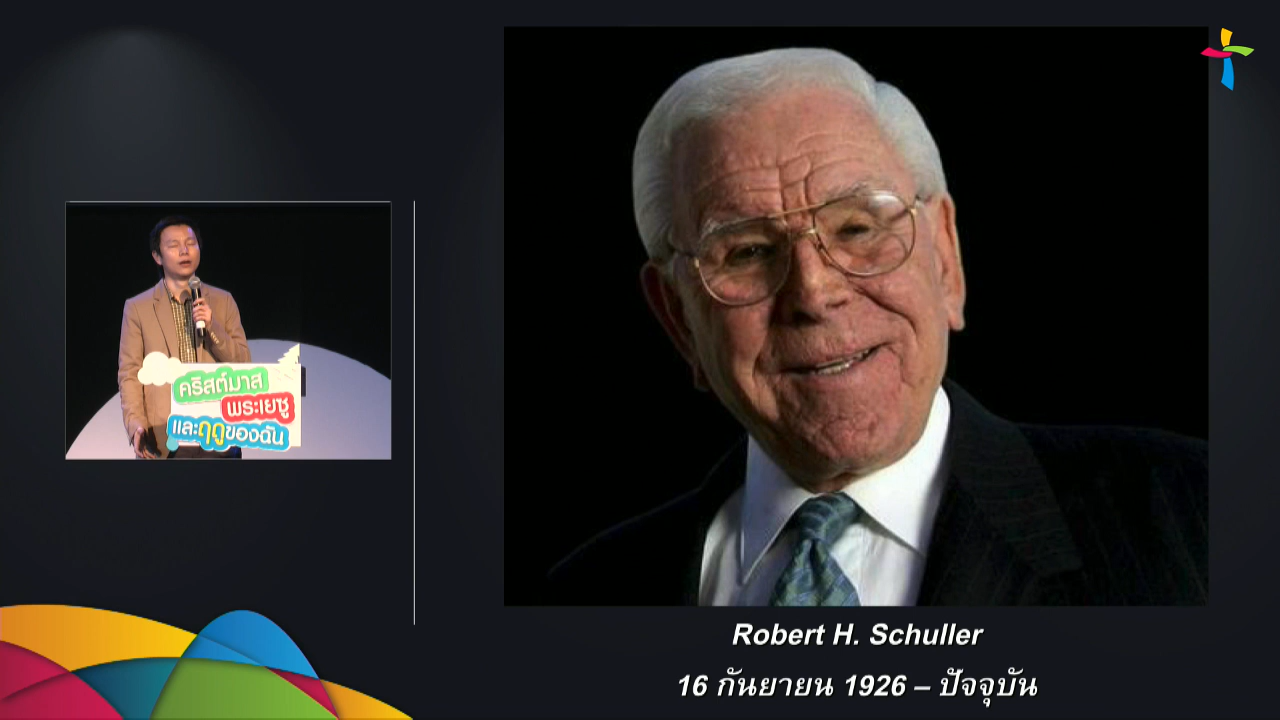 คริสต์มาส
พระเยซู
และฤดูของฉัน
Robert H. Schuller
16 กันยายน 1926 – ปัจจุบัน